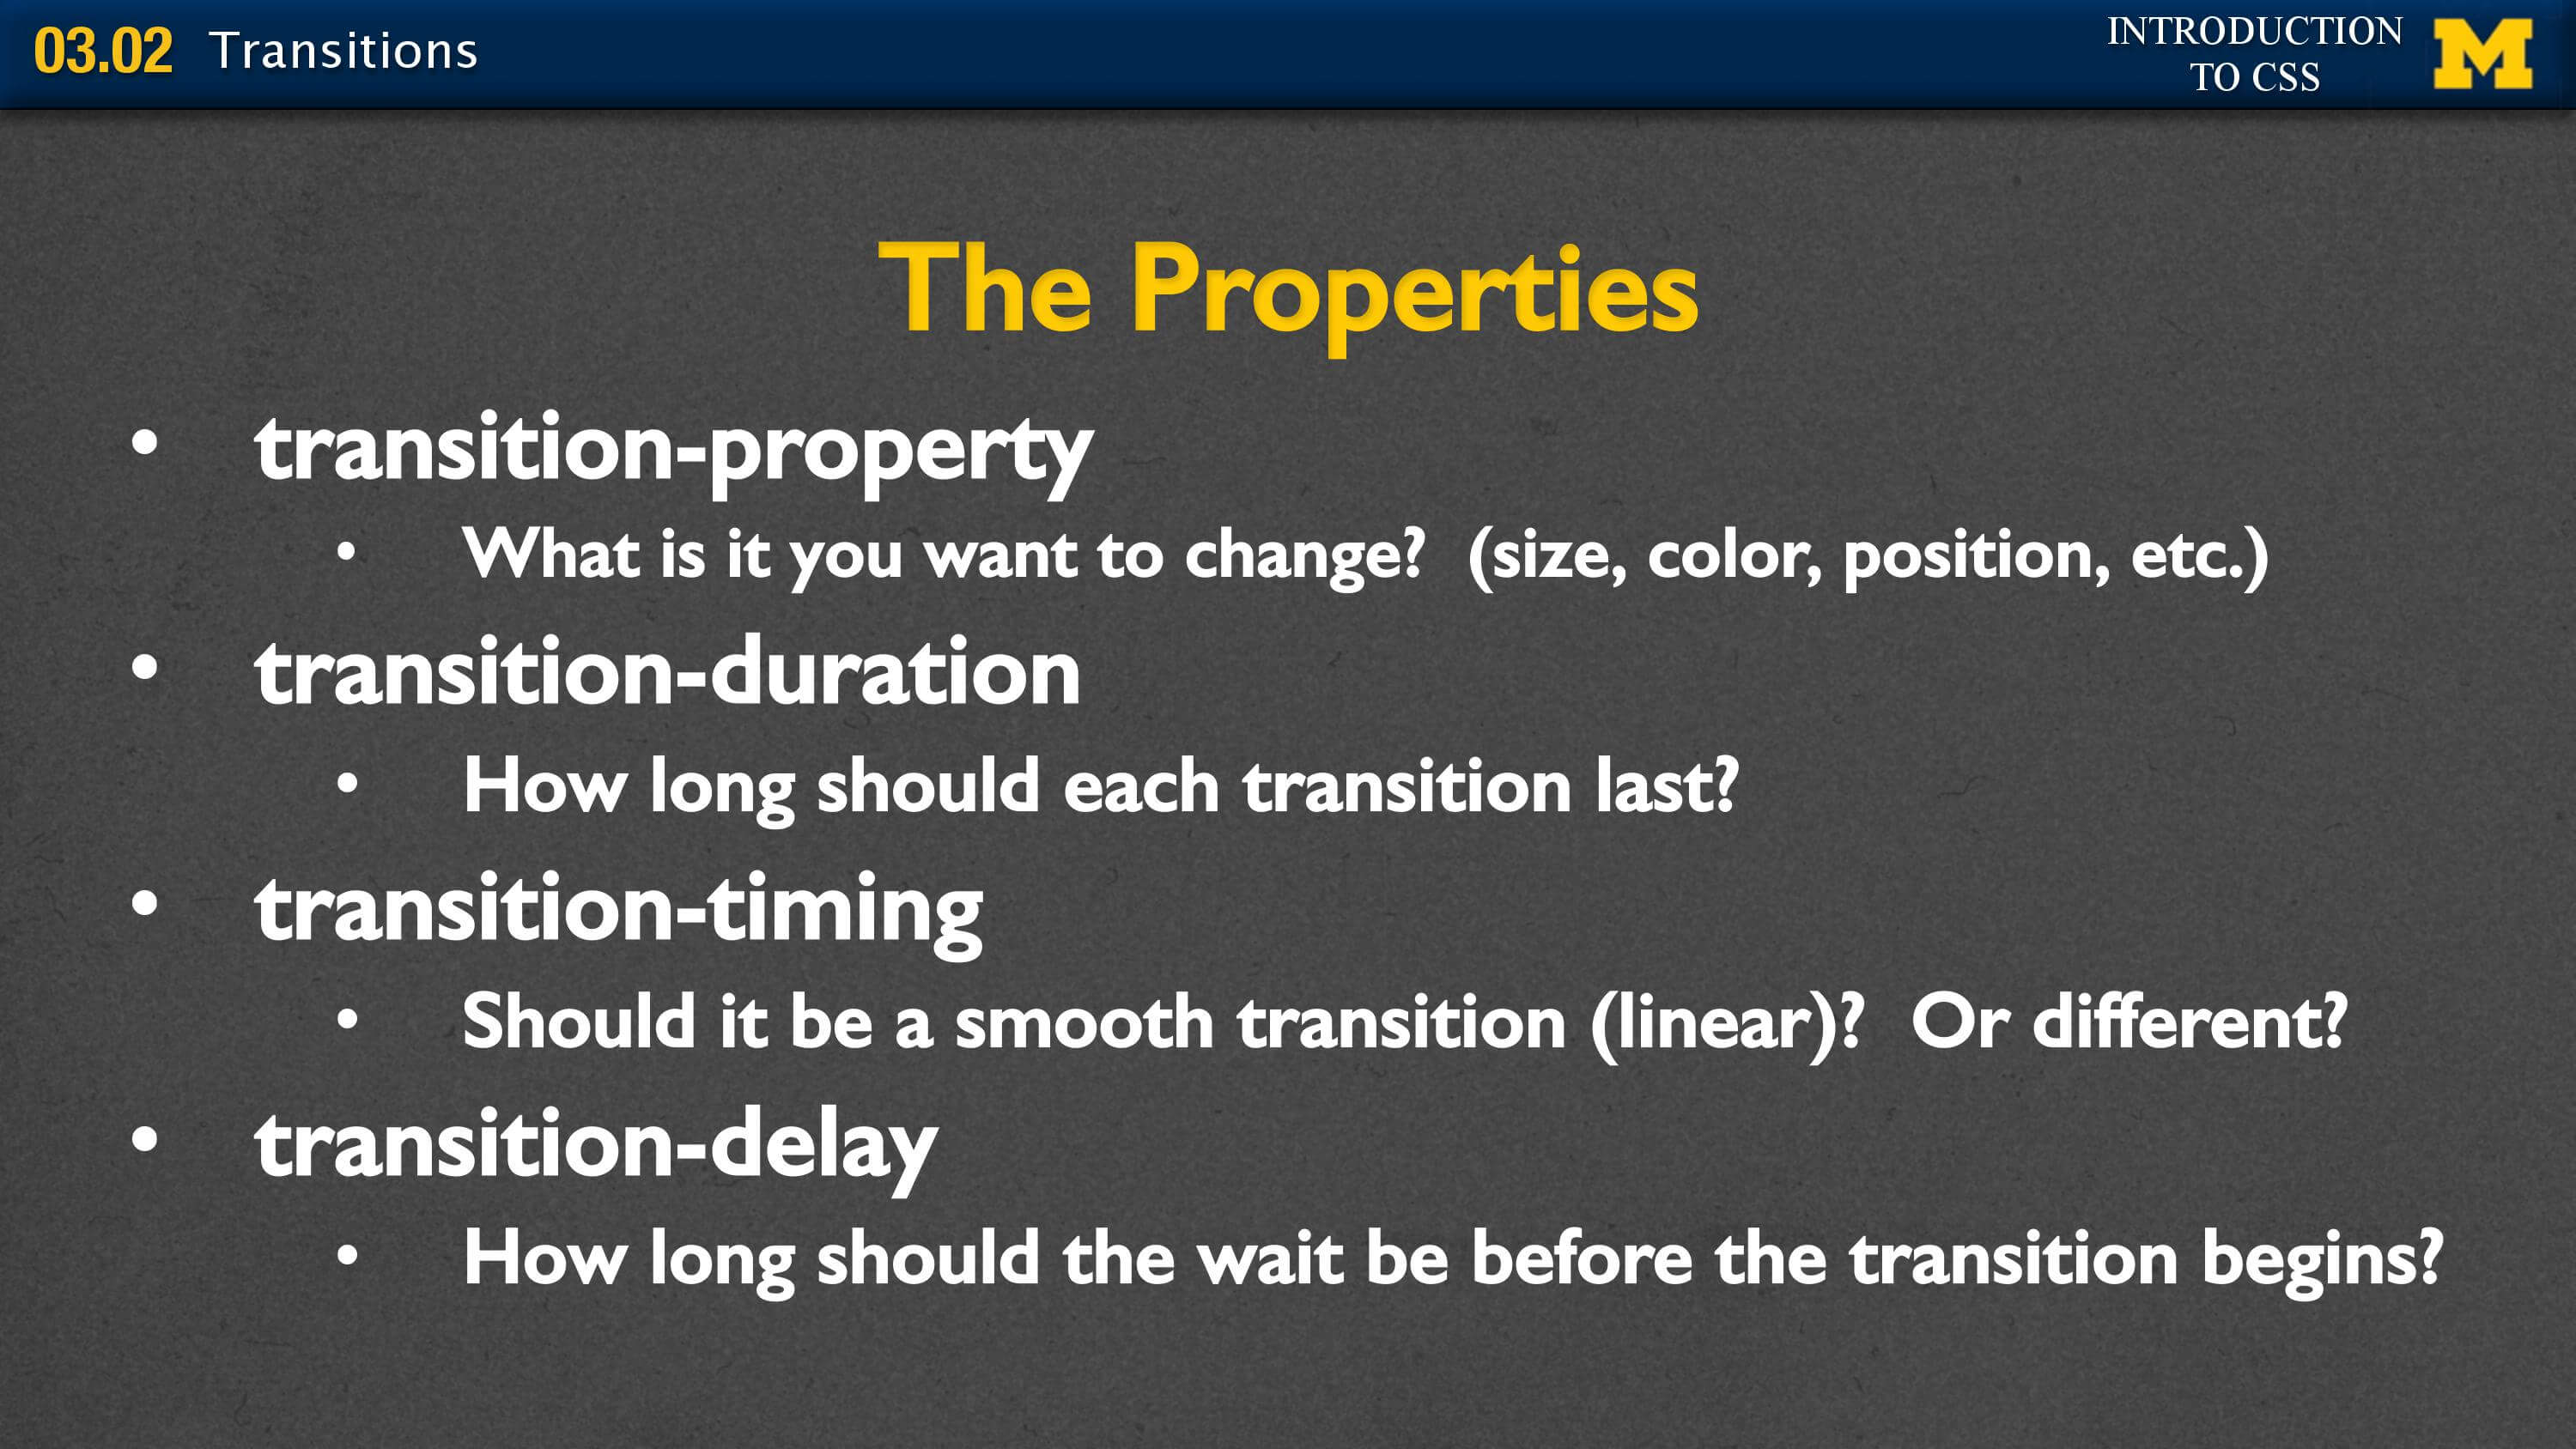 03.02 Transitions
INTRODUCTION
TO CSS
M
The Properties
• transition-property
• What is it you want to change? (size, color, position, etc.)
• transition-duration
• How long should each transition last?
• transition-timing
• Should it be a smooth transition (linear)? Or different?
• transition-delay
• How long should the wait be before the transition begins?